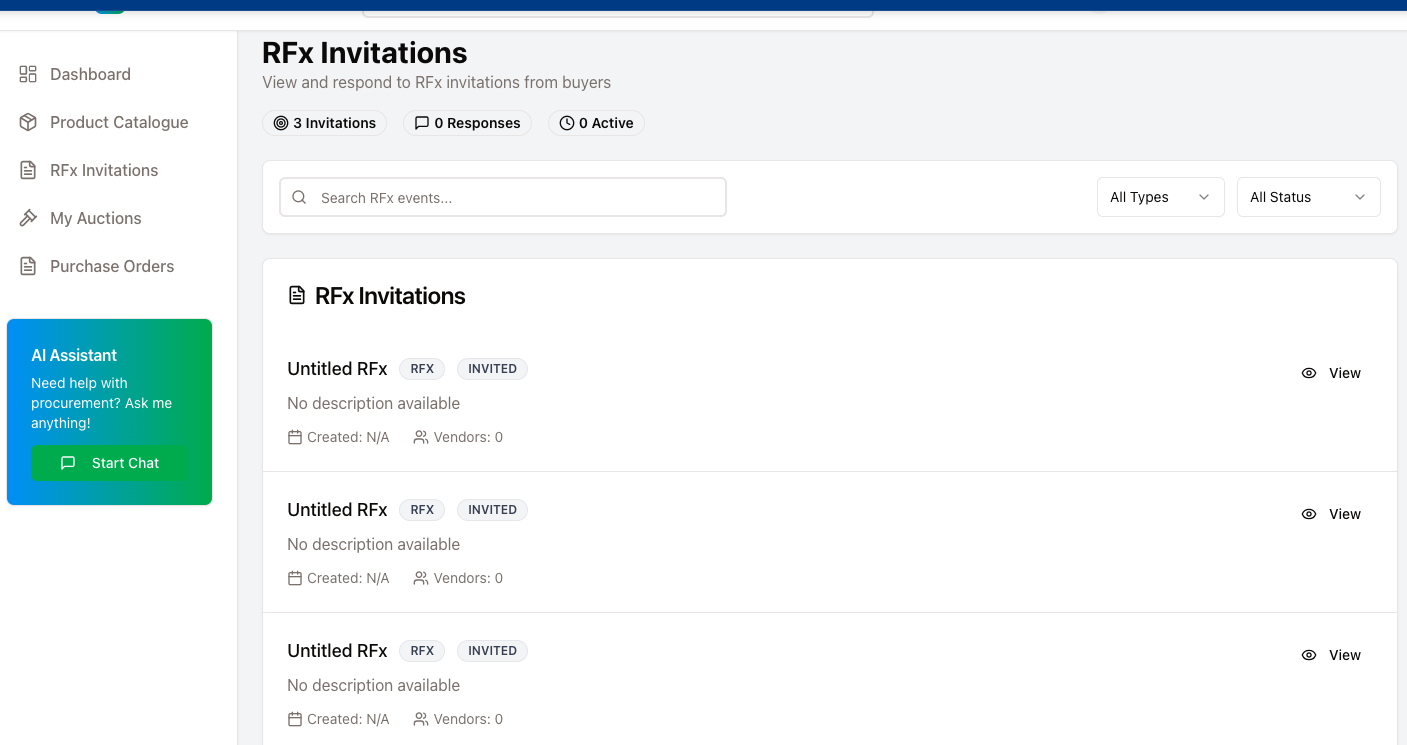 RFx Invitations
View and respond to RFx invitations from buyers
3 Invitations 0 Responses 0 Active
Dashboard
Product Catalogue
RFx Invitations
My Auctions
Purchase Orders
AI Assistant
Need help with
procurement? Ask me
anything!
Start Chat
Search RFx events...
All Types
All Status
RFx Invitations
Untitled RFx RFX INVITED
View
No description available
Created: N/A Vendors: 0
Untitled RFx RFX INVITED
View
No description available
Created: N/A Vendors: 0
Untitled RFx RFX INVITED
View
No description available
Created: N/A Vendors: 0